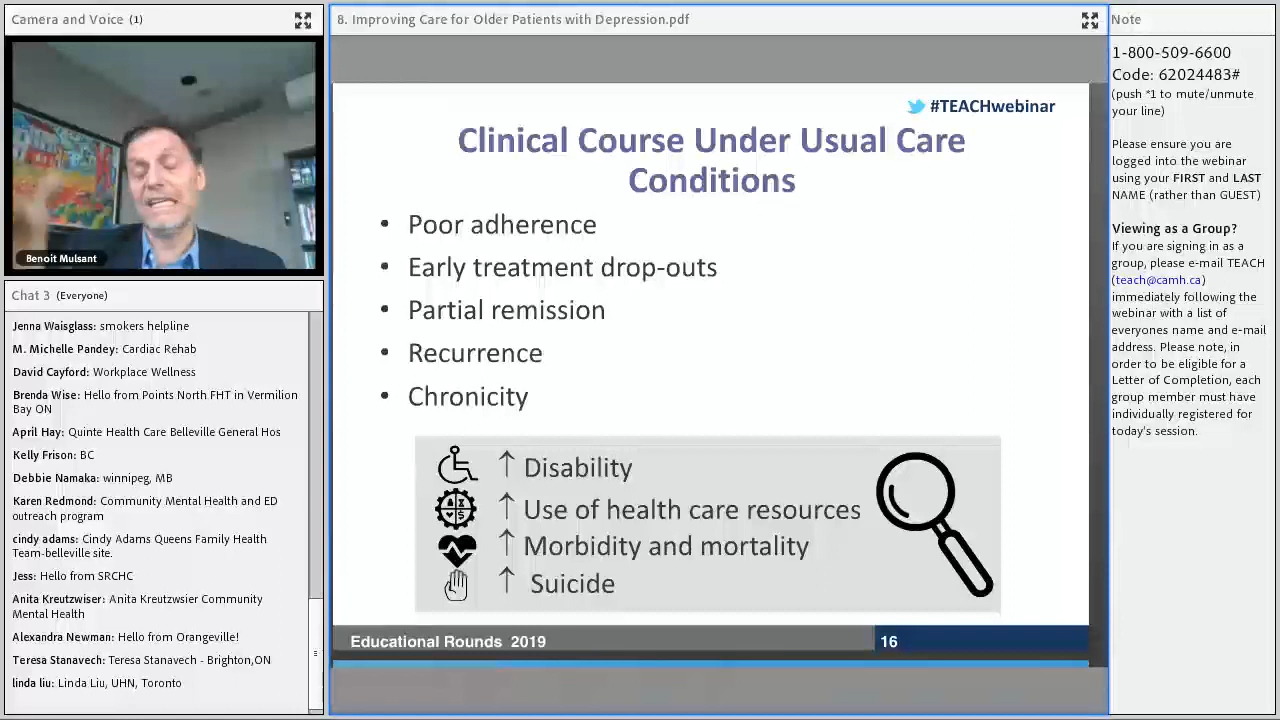 Camera and Voice (1)
Benoit Mulsant
Chat 3 (Everyone)
Jenna Waisglass: smokers helpline
M. Michelle Pandey: Cardiac Rehab
David Cayford: Workplace Wellness
Brenda Wise: Hello from Points North FHT in Vermilion
Bay ON
April Hay: Quinte Health Care Belleville General Hos
Kelly Frison: BC
Debbie Namaka: winnipeg, MB
Karen Redmond: Community Mental Health and ED
outreach program
cindy adams: Cindy Adams Queens Family Health
Team-belleville site.
Jess: Hello from SRCHC
Anita Kreutzwiser: Anita Kreutzwsier Community
Mental Health
Alexandra Newman: Hello from Orangeville!
Teresa Stanavech: Teresa Stanavech - Brighton,ON
linda liu: Linda Liu, UHN, Toronto
8. Improving Care for Older Patients with Depression.pdf
#TEACHwebinar
Clinical Course Under Usual Care
Conditions
• Poor adherence
• Early treatment drop-outs
• Partial remission
• Recurrence
• Chronicity
↑ Disability
↑ Use of health care resources
↑ Morbidity and mortality
↑ Suicide
Educational Rounds 2019
16
Note
1-800-509-6600
Code: 62024483#
(push *1 to mute/unmute
your line)
Please ensure you are
logged into the webinar
using your FIRST and LAST
NAME (rather than GUEST)
Viewing as a Group?
If you are signing in as a
group, please e-mail TEACH
(teach@camh.ca)
immediately following the
webinar with a list of
everyones name and e-mail
address. Please note, in
order to be eligible for a
Letter of Completion, each
group member must have
individually registered for
today's session.